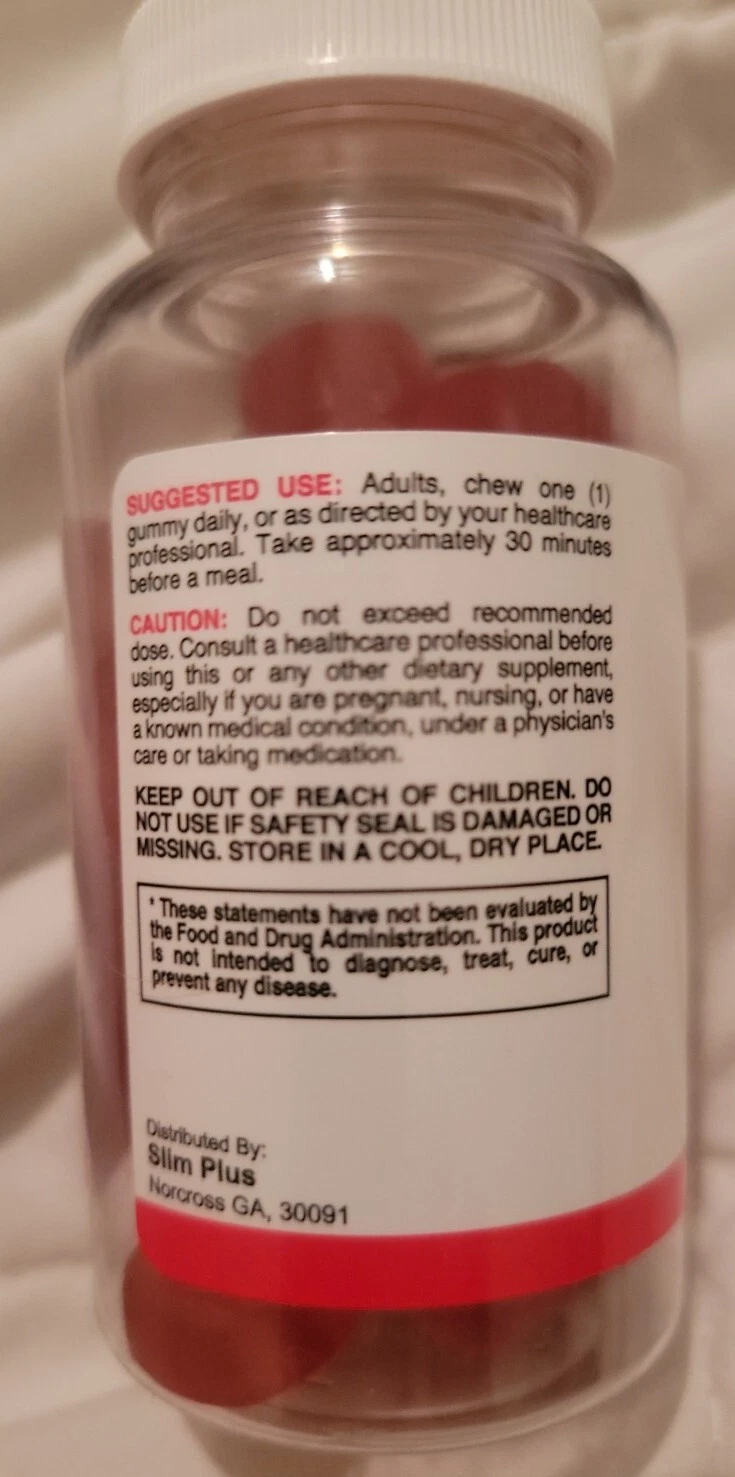 SUGGESTED USE: Adults, chew one (1)
gummy daily, or as directed by your healthcare
professional. Take approximately 30 minutes
before a meal.
CAUTION: Do not exceed recommended
dose. Consult a healthcare professional before
using this or any other dietary supplement,
especially if you are pregnant, nursing, or have
a known medical condition, under a physician's
care or taking medication.
KEEP OUT OF REACH OF CHILDREN. DO
NOT USE IF SAFETY SEAL IS DAMAGED OR
MISSING. STORE IN A COOL, DRY PLACE.
* These statements have not been evaluated by
the Food and Drug Administration. This product
is not intended to diagnose, treat, cure, or
prevent any disease.
Distributed By:
Slim Plus
Norcross GA, 30091